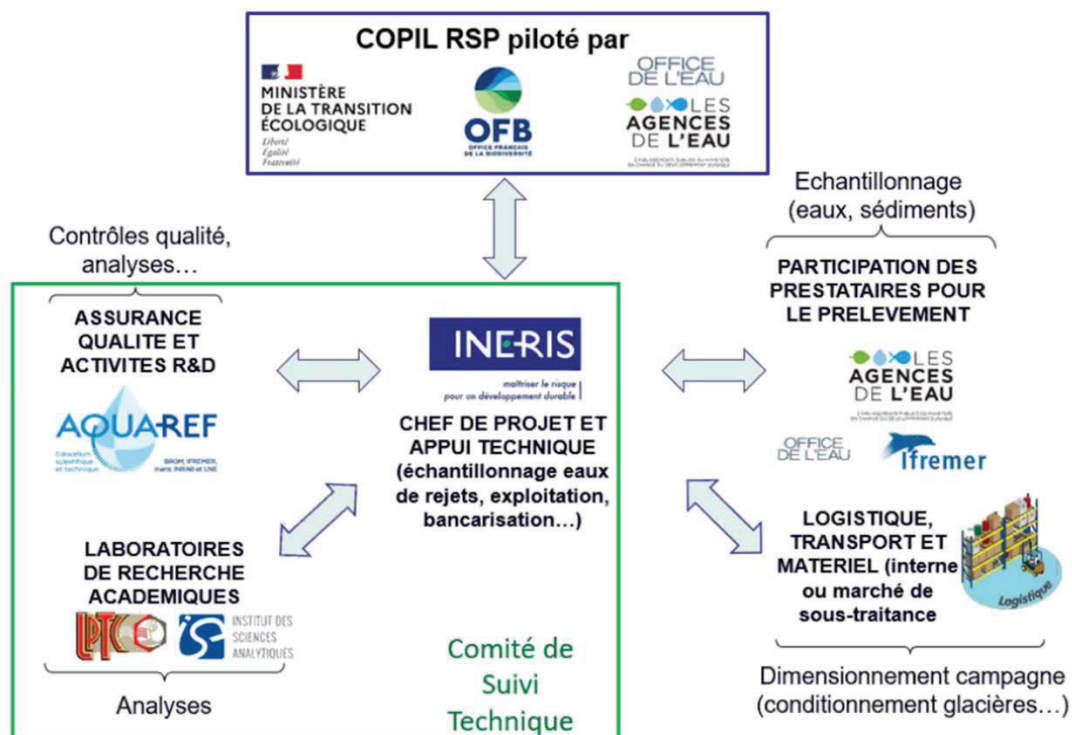 COPIL RSP piloté par
MINISTÈRE
DE LA TRANSITION
ÉCOLOGIQUE
Liberté
Égalité
Fraternité
OFB
OFFICE FRANÇAIS
DE LA BIODIVERSITÉ
OFFICE
DE L'EAU
LES
AGENCES
DE L'EAU
Contrôles qualité,
analyses…
ASSURANCE
QUALITE ET
ACTIVITES R&D
AQUAREF
Consortium
scientifique
et technique
LABORATOIRES
DE RECHERCHE
ACADEMIQUES
LPTC
INSTITUT DES
SCIENCES
ANALYTIQUES
Analyses
INERIS
maîtriser le risque
pour un développement durable
CHEF DE PROJET ET
APPUI TECHNIQUE
(échantillonnage eaux
de rejets, exploitation,
bancarisation…)
Comité de
Suivi
Technique
Echantillonnage
(eaux, sédiments)
PARTICIPATION DES
PRESTATAIRES POUR
LE PRELEVEMENT
LES
AGENCES
DE L'EAU
OFFICE
DE L'EAU
Ifremer
LOGISTIQUE,
TRANSPORT ET
MATERIEL (interne
ou marché de
sous-traitance
Logistique
Dimensionnement campagne
(conditionnement glacières…)